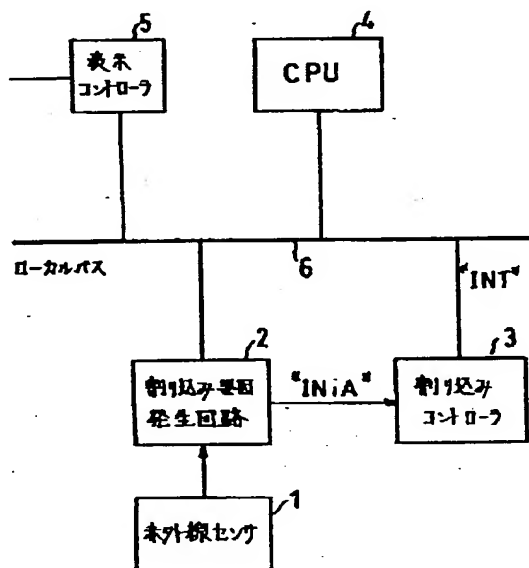 5
表示
コントローラ
4
CPU
ローカルバス
6
"INT"
2
割り込み要因
発生回路
"INiA"
3
割り込み
コントローラ
1
赤外線センサ